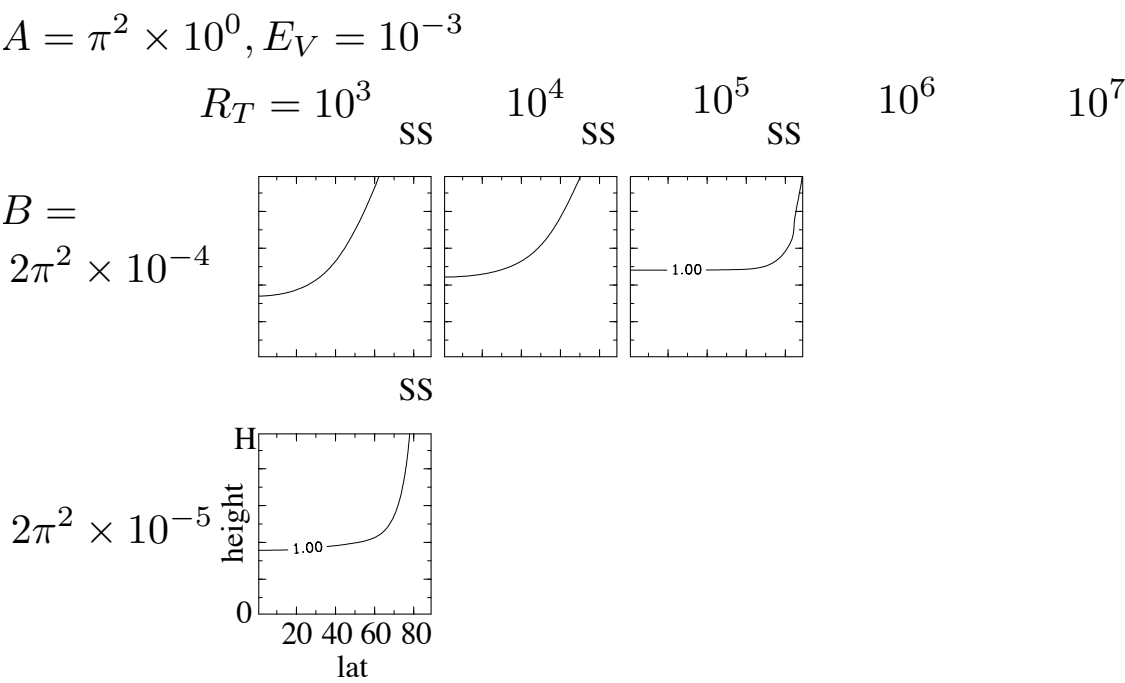 A = π² × 10⁰, E_V = 10⁻³
R_T = 10³ 10⁴ 10⁵ 10⁶ 10⁷
SS SS SS
B =
2π² × 10⁻⁴
1.00
SS
2π² × 10⁻⁵
H
height
1.00
0
20 40 60 80
lat